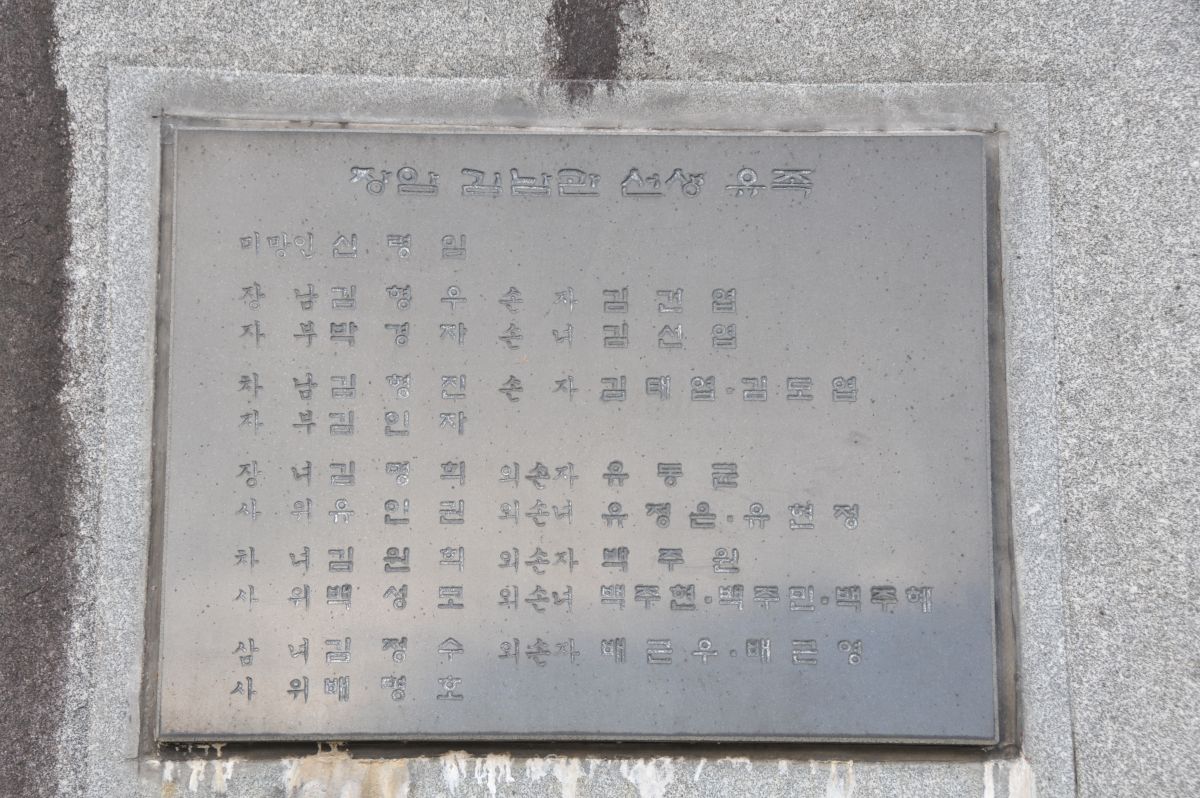 장암 김남관 선생 유족
미망인 신 명 임
장 남 김 형 우 손 자 김 권 엽
자 부 박 경 자 손 녀 김 선 엽
차 남 김 형 진 손 자 김 태 엽·김 도 엽
자 부 김 인 자
장 녀 김 명 희 외손자 유 동 균
사 위 유 인 권 외손녀 유 정 은·유 현 정
차 녀 김 원 희 외손자 백 주 원
사 위 백 성 도 외손녀 백주현·백주민·백주혜
삼 녀 김 정 수 외손자 배 근 우·배 근 영
사 위 배 명 호